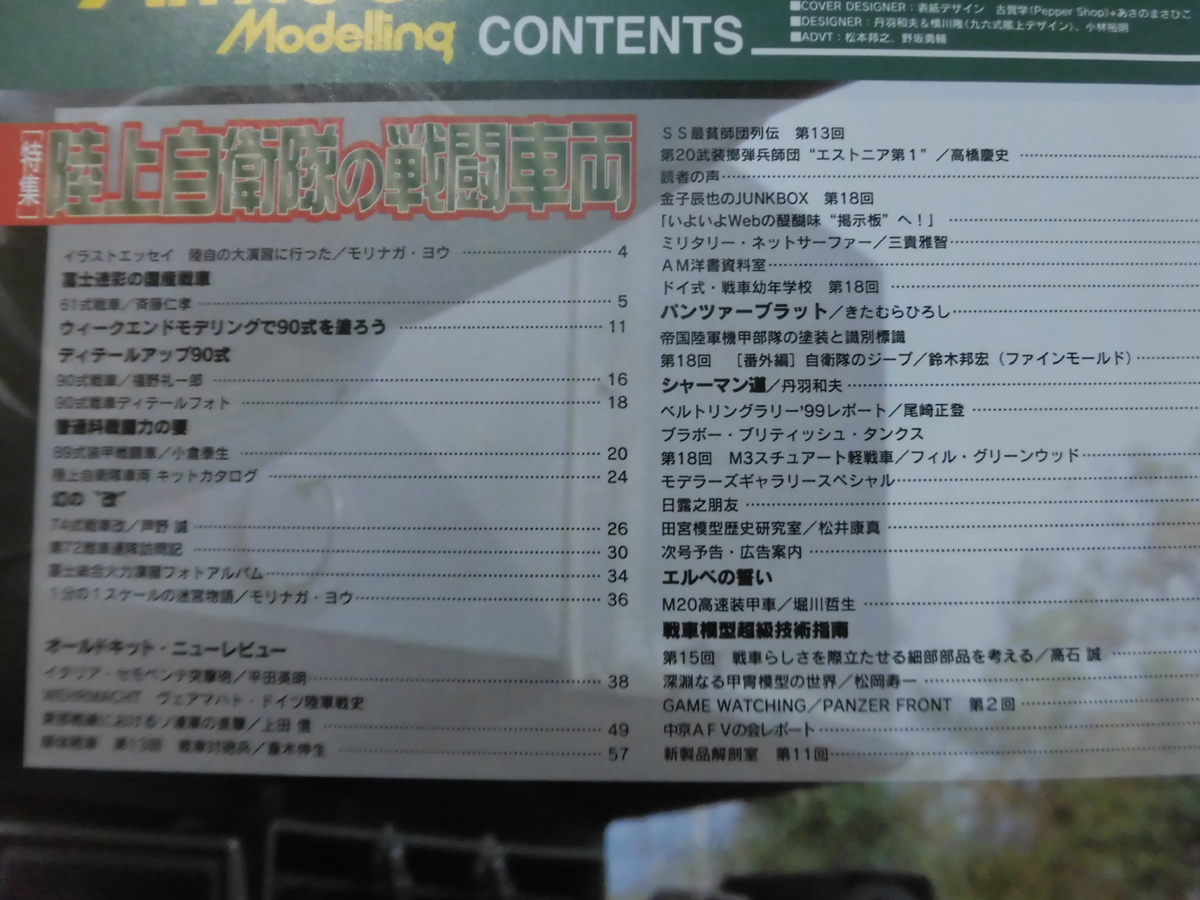 Modelling CONTENTS
■COVER DESIGNER：表紙デザイン 古賀学(Pepper Shop)+あさのまさひこ
■DESIGNER：丹羽和夫&横川隆(九六式艦上デザイン)、小林裕明
■ADVT：松本邦之、野坂勇輔
特集
陸上自衛隊の戦闘車両
イラストエッセイ 陸自の大演習に行った／モリナガ・ヨウ 4
富士迷彩の国産戦車
61式戦車／斉藤仁孝 5
ウィークエンドモデリングで90式を塗ろう 11
ディテールアップ90式
90式戦車／福野礼一郎 16
90式戦車ディテールフォト 18
普通科戦闘力の要
89式装甲戦闘車／小倉泰生 20
陸上自衛隊車両 キットカタログ 24
幻の“改”
74式戦車改／声野 誠 26
第72戦車連隊訪問記 30
富士総合火力演習フォトアルバム 34
1分の1スケールの迷宮物語／モリナガ・ヨウ 36
オールドキット・ニューレビュー
イタリア・セモベンテ突撃砲／平田英明 38
WEHRMACHT ヴェアマハト・ドイツ陸軍戦史
東部戦線におけるソ連軍の進撃／上田 信 49
戦車対砲兵／齋木伸生 57
SS最貧師団列伝 第13回
第20武装擲弾兵師団“エストニア第1”／高橋慶史
読者の声
金子辰也のJUNKBOX 第18回
「いよいよWebの醍醐味“掲示板”へ！」
ミリタリー・ネットサーファー／三貴雅智
AM洋書資料室
ドイ式・戦車幼年学校 第18回
パンツァーブラット／きたむらひろし
帝国陸軍機甲部隊の塗装と識別標識
第18回 ［番外編］自衛隊のジープ／鈴木邦宏（ファインモールド）
シャーマン道／丹羽和夫
ベルトリングラリー'99レポート／尾崎正登
ブラボー・ブリティッシュ・タンクス
第18回 M3スチュアート軽戦車／フィル・グリーンウッド
モデラーズギャラリースペシャル
日露之朋友
田宮模型歴史研究室／松井康真
次号予告・広告案内
エルベの誓い
M20高速装甲車／堀川哲生
戦車模型超級技術指南
第15回 戦車らしさを際立たせる細部部品を考える／高石 誠
深淵なる甲冑模型の世界／松岡寿一
GAME WATCHING／PANZER FRONT 第2回
中京AFVの会レポート
新製品解剖室 第11回